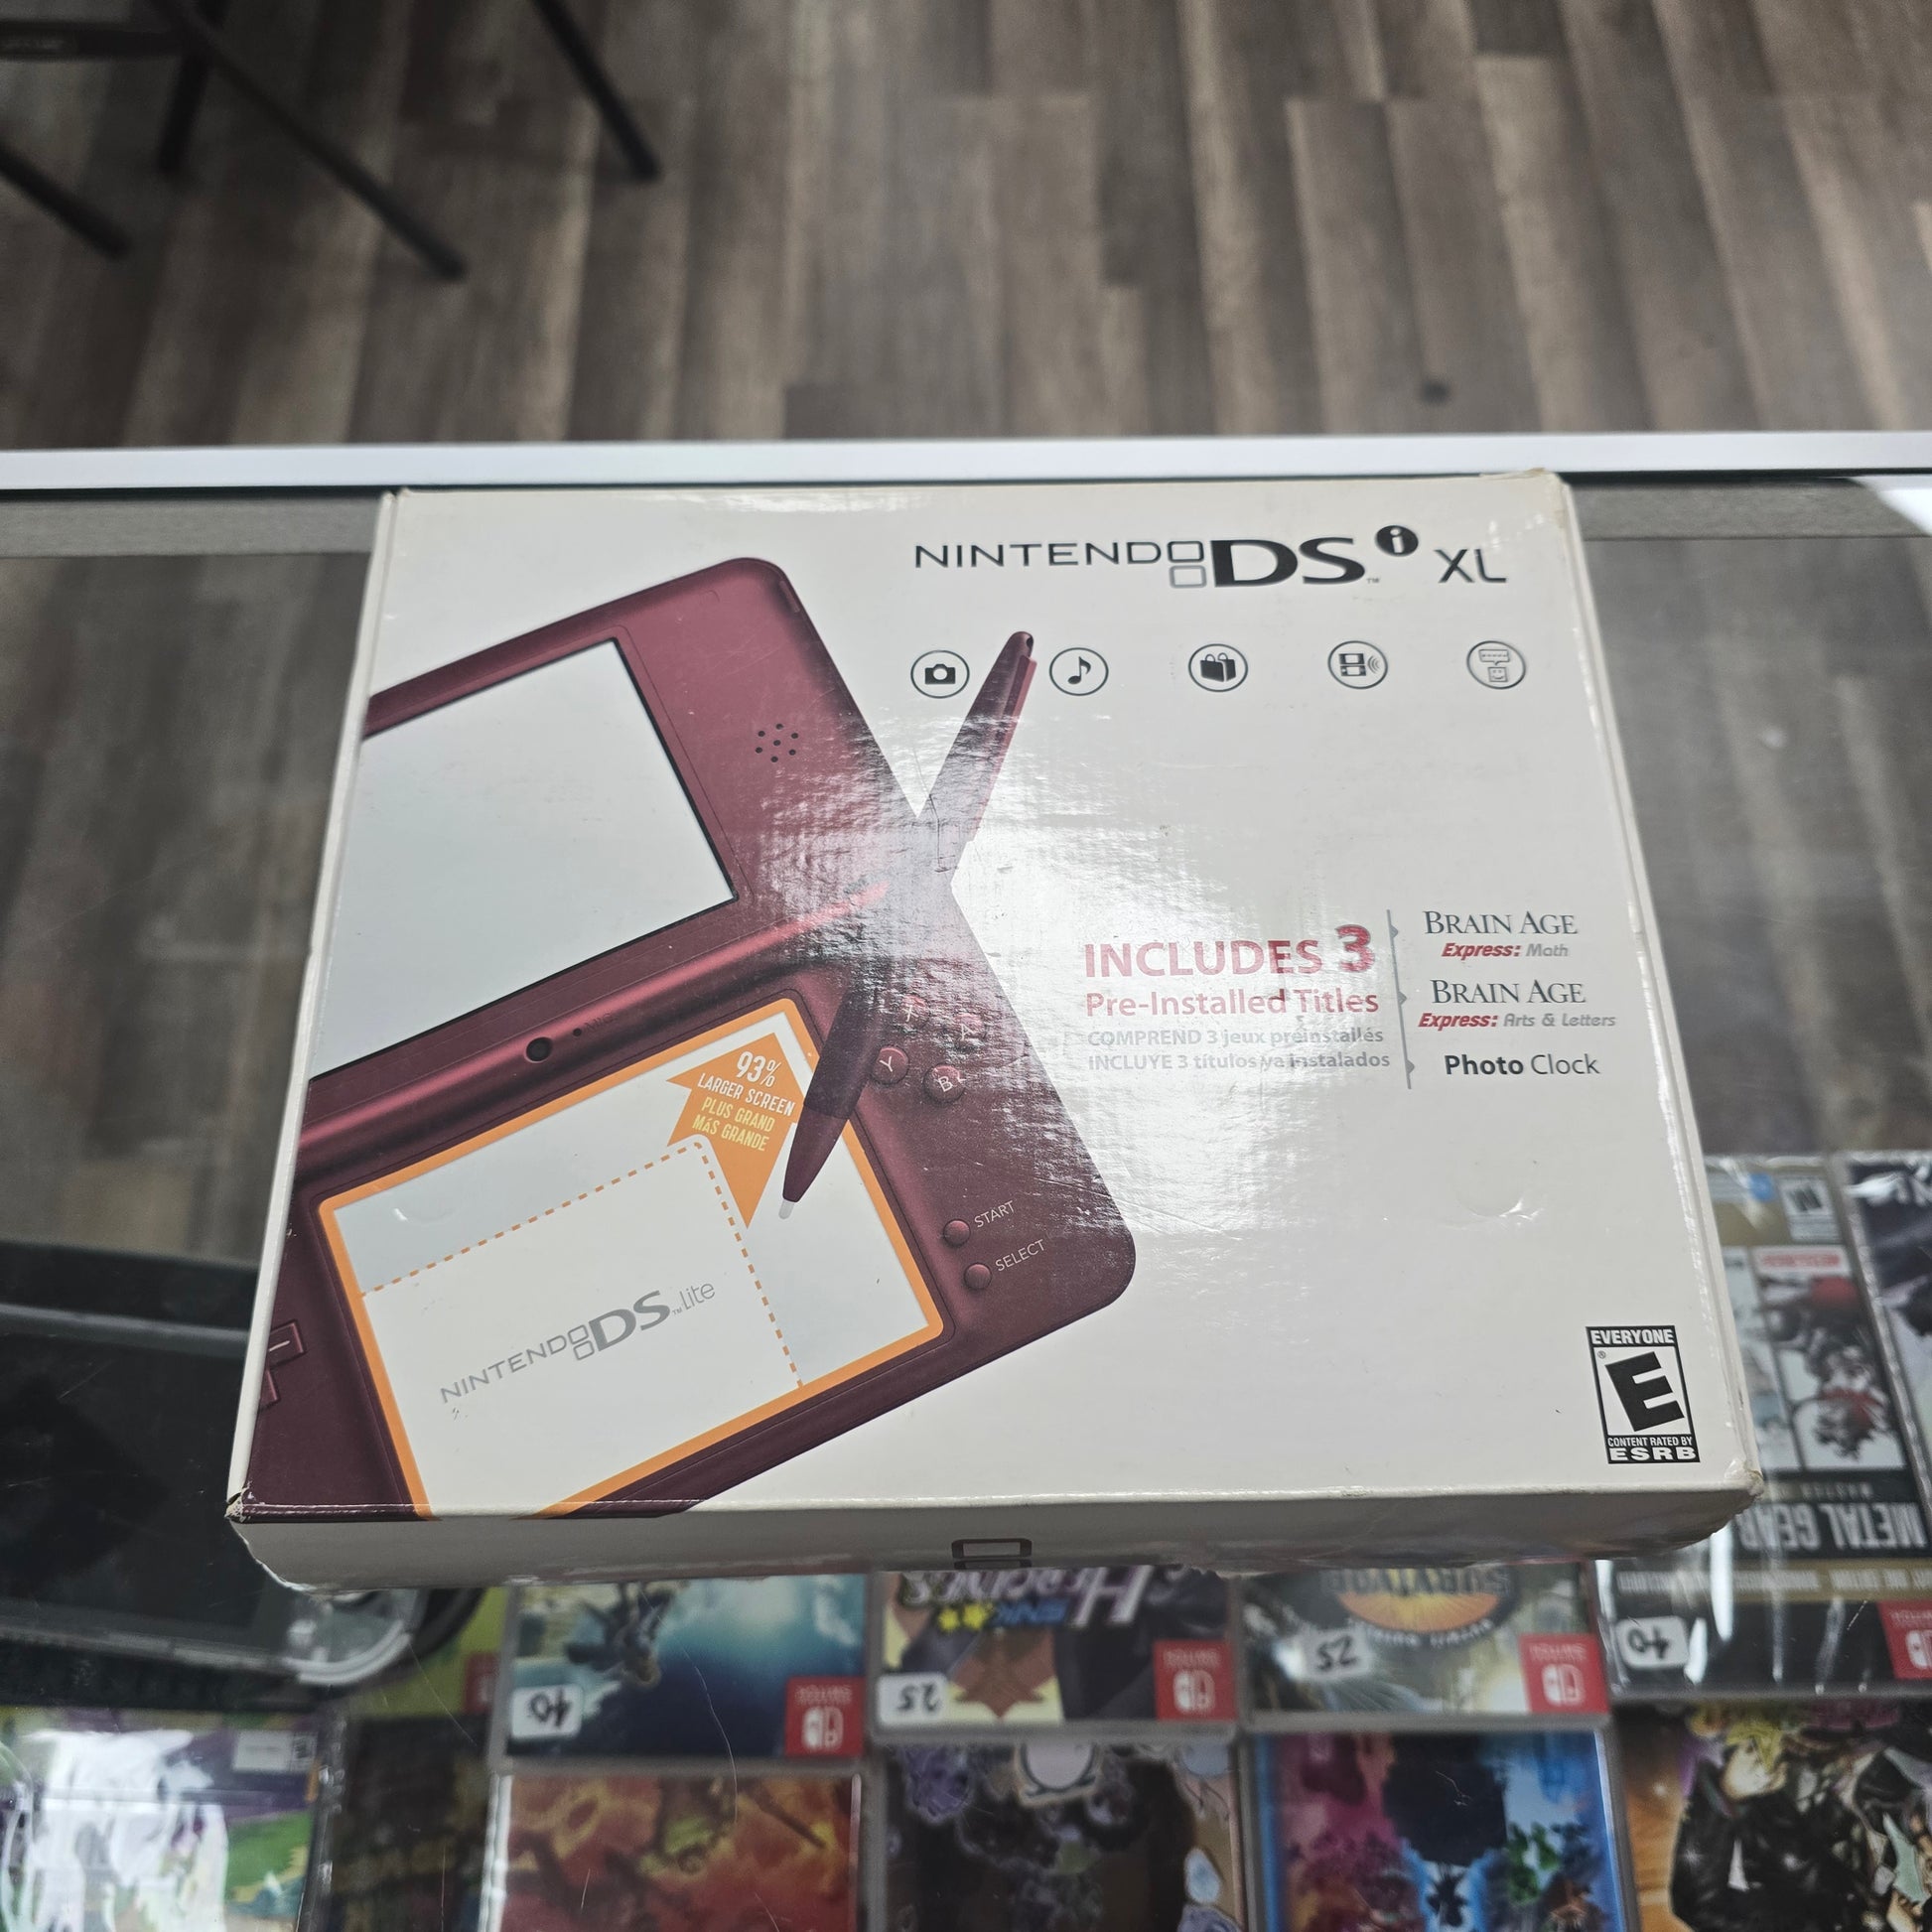 NINTENDO DSi XL
INCLUDES 3
Pre-Installed Titles
COMPREND 3 jeux préinstallés
INCLUYE 3 títulos ya instalados
BRAIN AGE
Express: Math
BRAIN AGE
Express: Arts & Letters
Photo Clock
93%
LARGER SCREEN
PLUS GRAND
MÁS GRANDE
Y
B
START
SELECT
NINTENDO DS Lite
EVERYONE
E
CONTENT RATED BY
ESRB
METAL GEAR
SURVIVOR
40
25
25
40